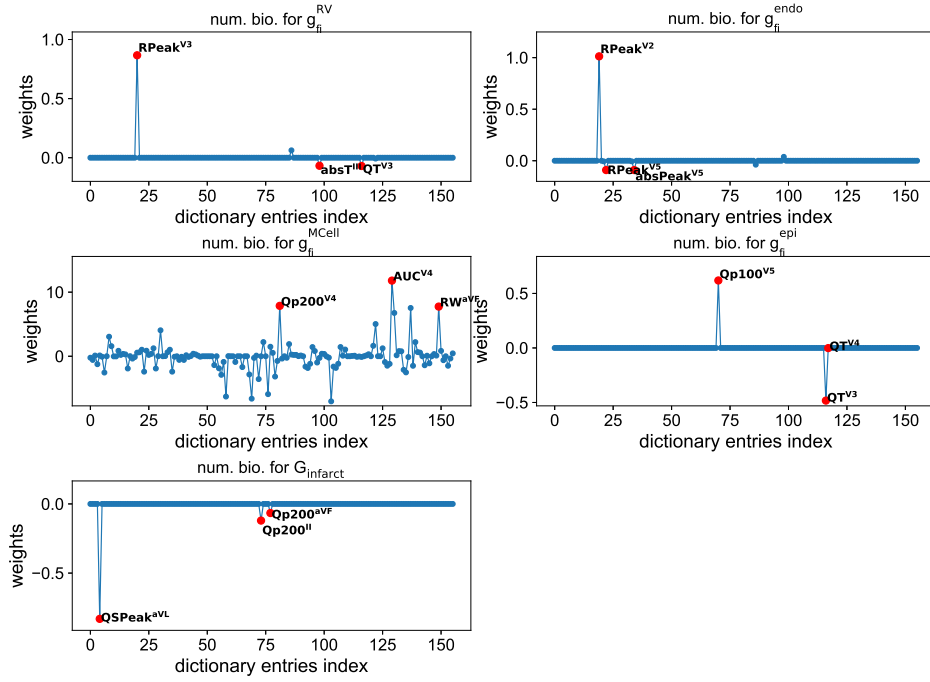 num. bio. for g_fi^RV
weights
1.0
0.5
0.0
RPeak^V3
absT^II
QT^V3
0 25 50 75 100 125 150
dictionary entries index
num. bio. for g_fi^endo
weights
1.0
0.5
0.0
RPeak^V2
RPeak^V5
absPeak^V5
0 25 50 75 100 125 150
dictionary entries index
num. bio. for g_fi^MCell
weights
10
0
Qp200^V4
AUC^V4
RW^aVF
0 25 50 75 100 125 150
dictionary entries index
num. bio. for g_fi^epi
weights
0.5
0.0
−0.5
Qp100^V5
QT^V4
QT^V3
0 25 50 75 100 125 150
dictionary entries index
num. bio. for G_infarct
weights
0.0
−0.5
Qp200^aVF
Qp200^II
QSPeak^aVL
0 25 50 75 100 125 150
dictionary entries index